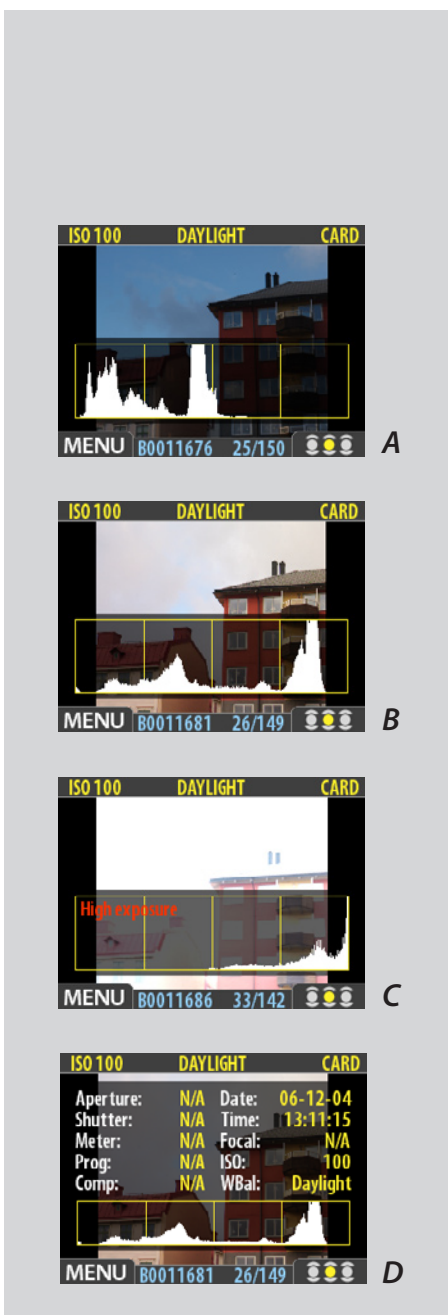 ISO 100 DAYLIGHT CARD
MENU B0011676 25/150
A
ISO 100 DAYLIGHT CARD
MENU B0011681 26/149
B
ISO 100 DAYLIGHT CARD
High exposure
MENU B0011686 33/142
C
ISO 100 DAYLIGHT CARD
Aperture: N/A Date: 06-12-04
Shutter: N/A Time: 13:11:15
Meter: N/A Focal: N/A
Prog: N/A ISO: 100
Comp: N/A WBal: Daylight
MENU B0011681 26/149
D